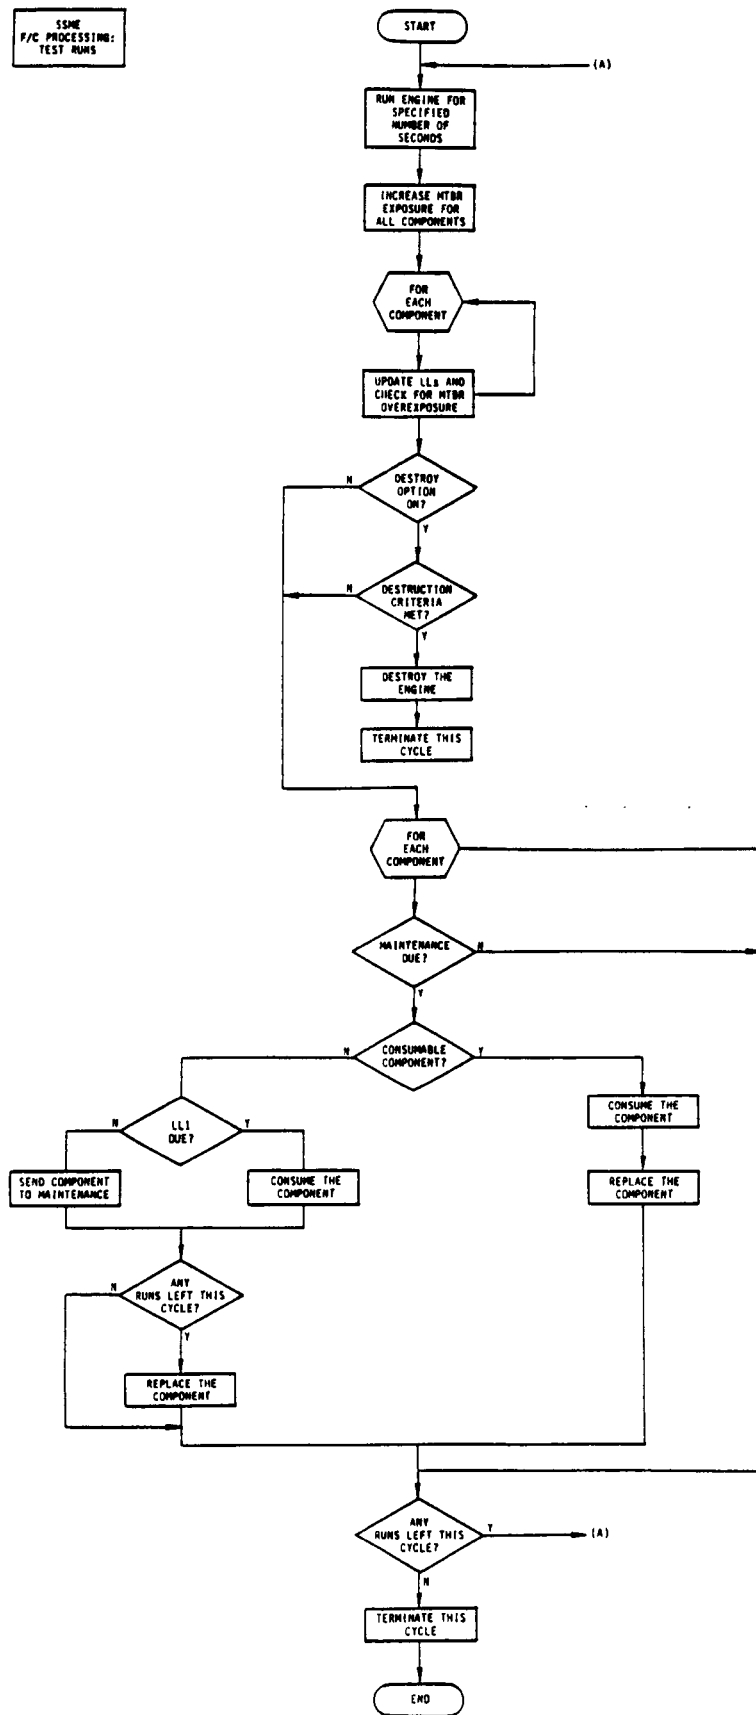 SSME
F/C PROCESSING:
TEST RUNS
START
(A)
RUN ENGINE FOR
SPECIFIED
NUMBER OF
SECONDS
INCREASE MTBR
EXPOSURE FOR
ALL COMPONENTS
FOR
EACH
COMPONENT
UPDATE LLs AND
CHECK FOR MTBR
OVEREXPOSURE
N
DESTROY
OPTION
ON?
Y
N
DESTRUCTION
CRITERIA
MET?
Y
DESTROY THE
ENGINE
TERMINATE THIS
CYCLE
FOR
EACH
COMPONENT
MAINTENANCE
DUE?
N
Y
N
CONSUMABLE
COMPONENT?
Y
CONSUME THE
COMPONENT
REPLACE THE
COMPONENT
N
LL1
DUE?
Y
SEND COMPONENT
TO MAINTENANCE
CONSUME THE
COMPONENT
N
ANY
RUNS LEFT THIS
CYCLE?
Y
REPLACE THE
COMPONENT
ANY
RUNS LEFT THIS
CYCLE?
Y
(A)
N
TERMINATE THIS
CYCLE
END